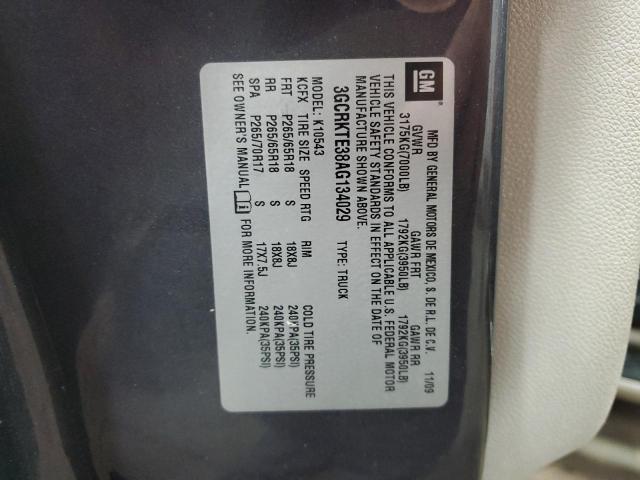 GM
MFD BY GENERAL MOTORS DE MEXICO, S. DE R.L. DE C.V. 11/09
GVWR GAWR FRT GAWR RR
3175KG(7000LB) 1792KG(3950LB) 1792KG(3950LB)
THIS VEHICLE CONFORMS TO ALL APPLICABLE U.S. FEDERAL MOTOR
VEHICLE SAFETY STANDARDS IN EFFECT ON THE DATE OF
MANUFACTURE SHOWN ABOVE.
3GCRKTE38AG134029 TYPE: TRUCK
MODEL: K10543
KCFX TIRE SIZE SPEED RTG RIM COLD TIRE PRESSURE
FRT P265/65R18 S 18X8J 240KPA(35PSI)
RR P265/65R18 S 18X8J 240KPA(35PSI)
SPA P265/70R17 S 17X7.5J 240KPA(35PSI)
SEE OWNER'S MANUAL FOR MORE INFORMATION.